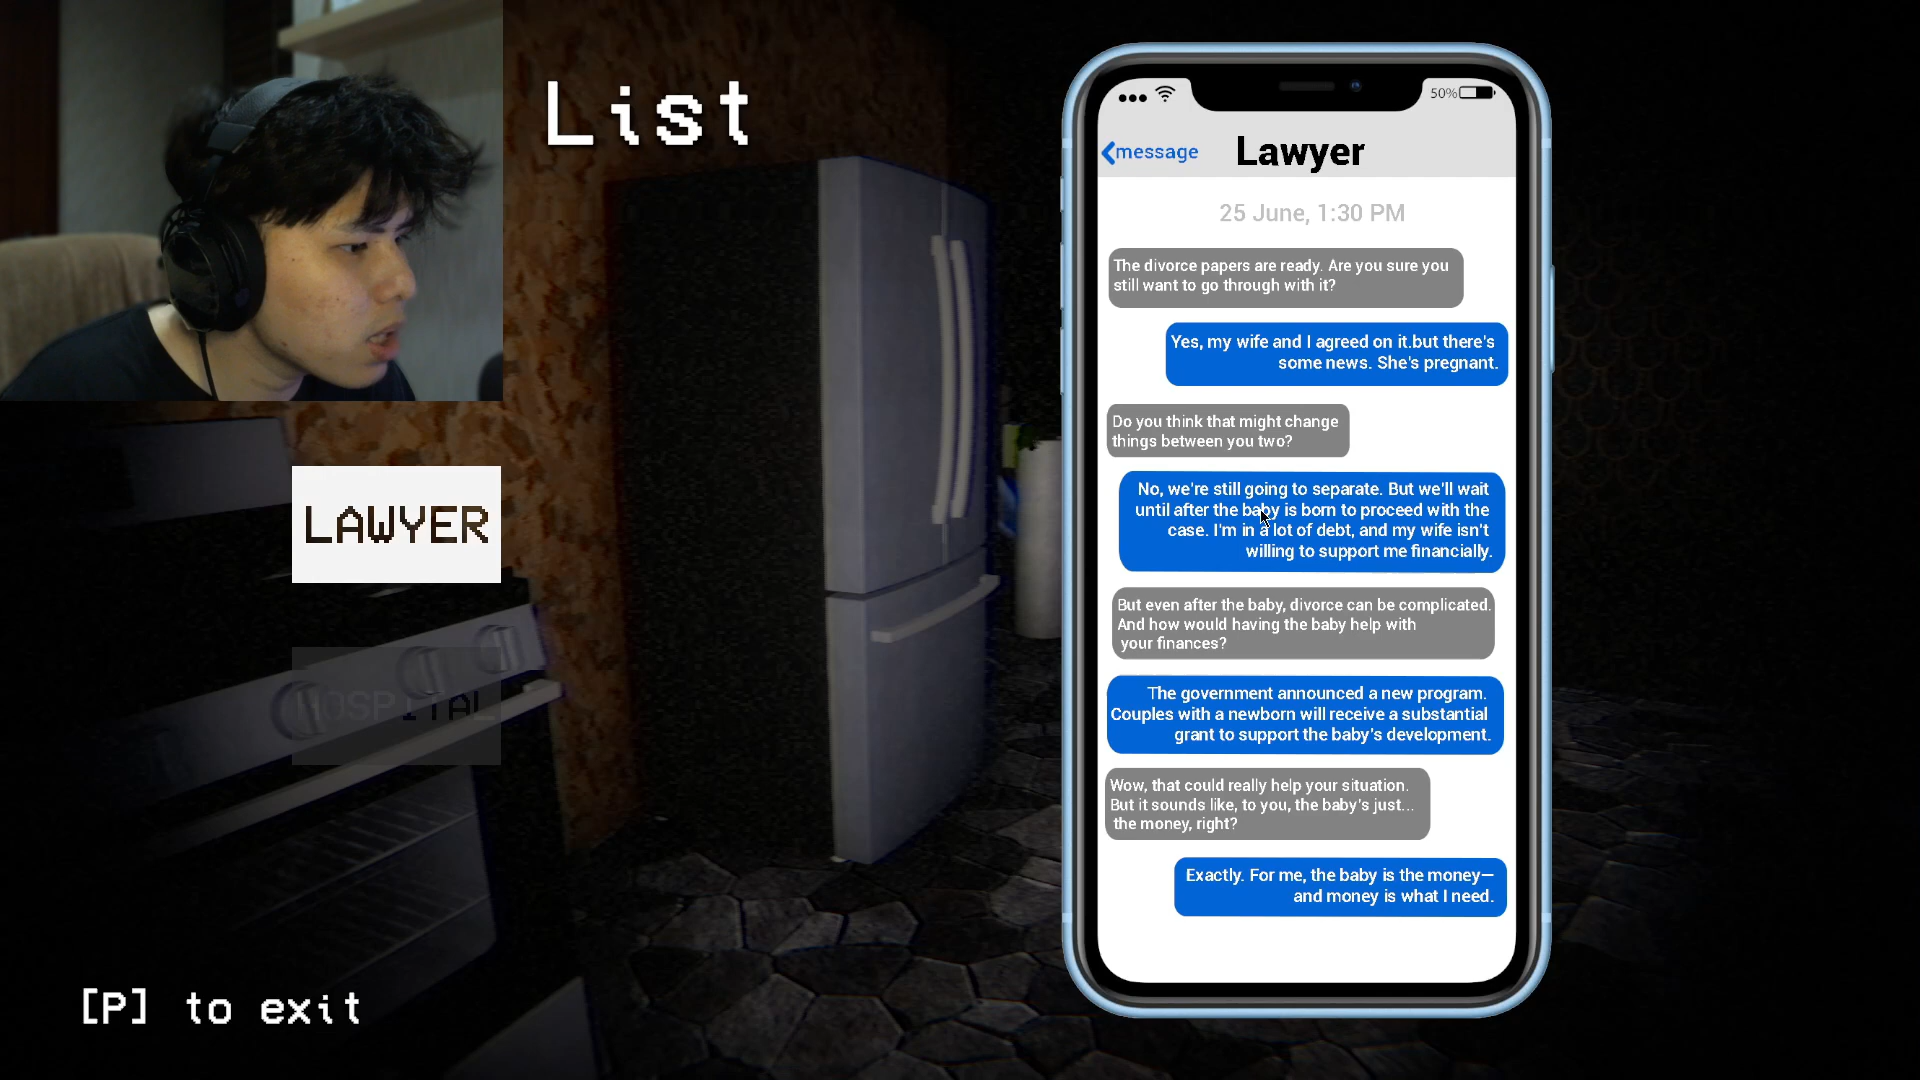 List
LAWYER
HOSPITAL
[P] to exit
50%
message
Lawyer
25 June, 1:30 PM
The divorce papers are ready. Are you sure you
still want to go through with it?
Yes, my wife and I agreed on it.but there's
some news. She's pregnant.
Do you think that might change
things between you two?
No, we're still going to separate. But we'll wait
until after the baby is born to proceed with the
case. I'm in a lot of debt, and my wife isn't
willing to support me financially.
But even after the baby, divorce can be complicated.
And how would having the baby help with
your finances?
The government announced a new program.
Couples with a newborn will receive a substantial
grant to support the baby's development.
Wow, that could really help your situation.
But it sounds like, to you, the baby's just...
the money, right?
Exactly. For me, the baby is the money—
and money is what I need.